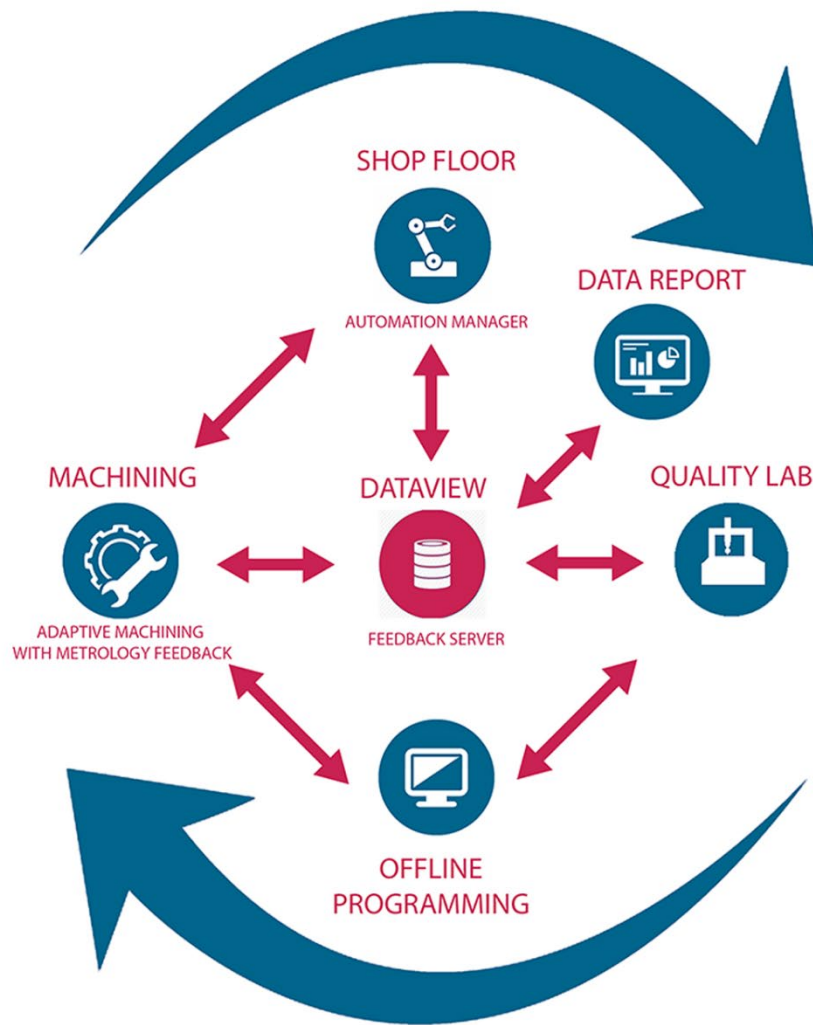 SHOP FLOOR
AUTOMATION MANAGER
DATA REPORT
MACHINING
ADAPTIVE MACHINING
WITH METROLOGY FEEDBACK
DATAVIEW
FEEDBACK SERVER
QUALITY LAB
OFFLINE
PROGRAMMING